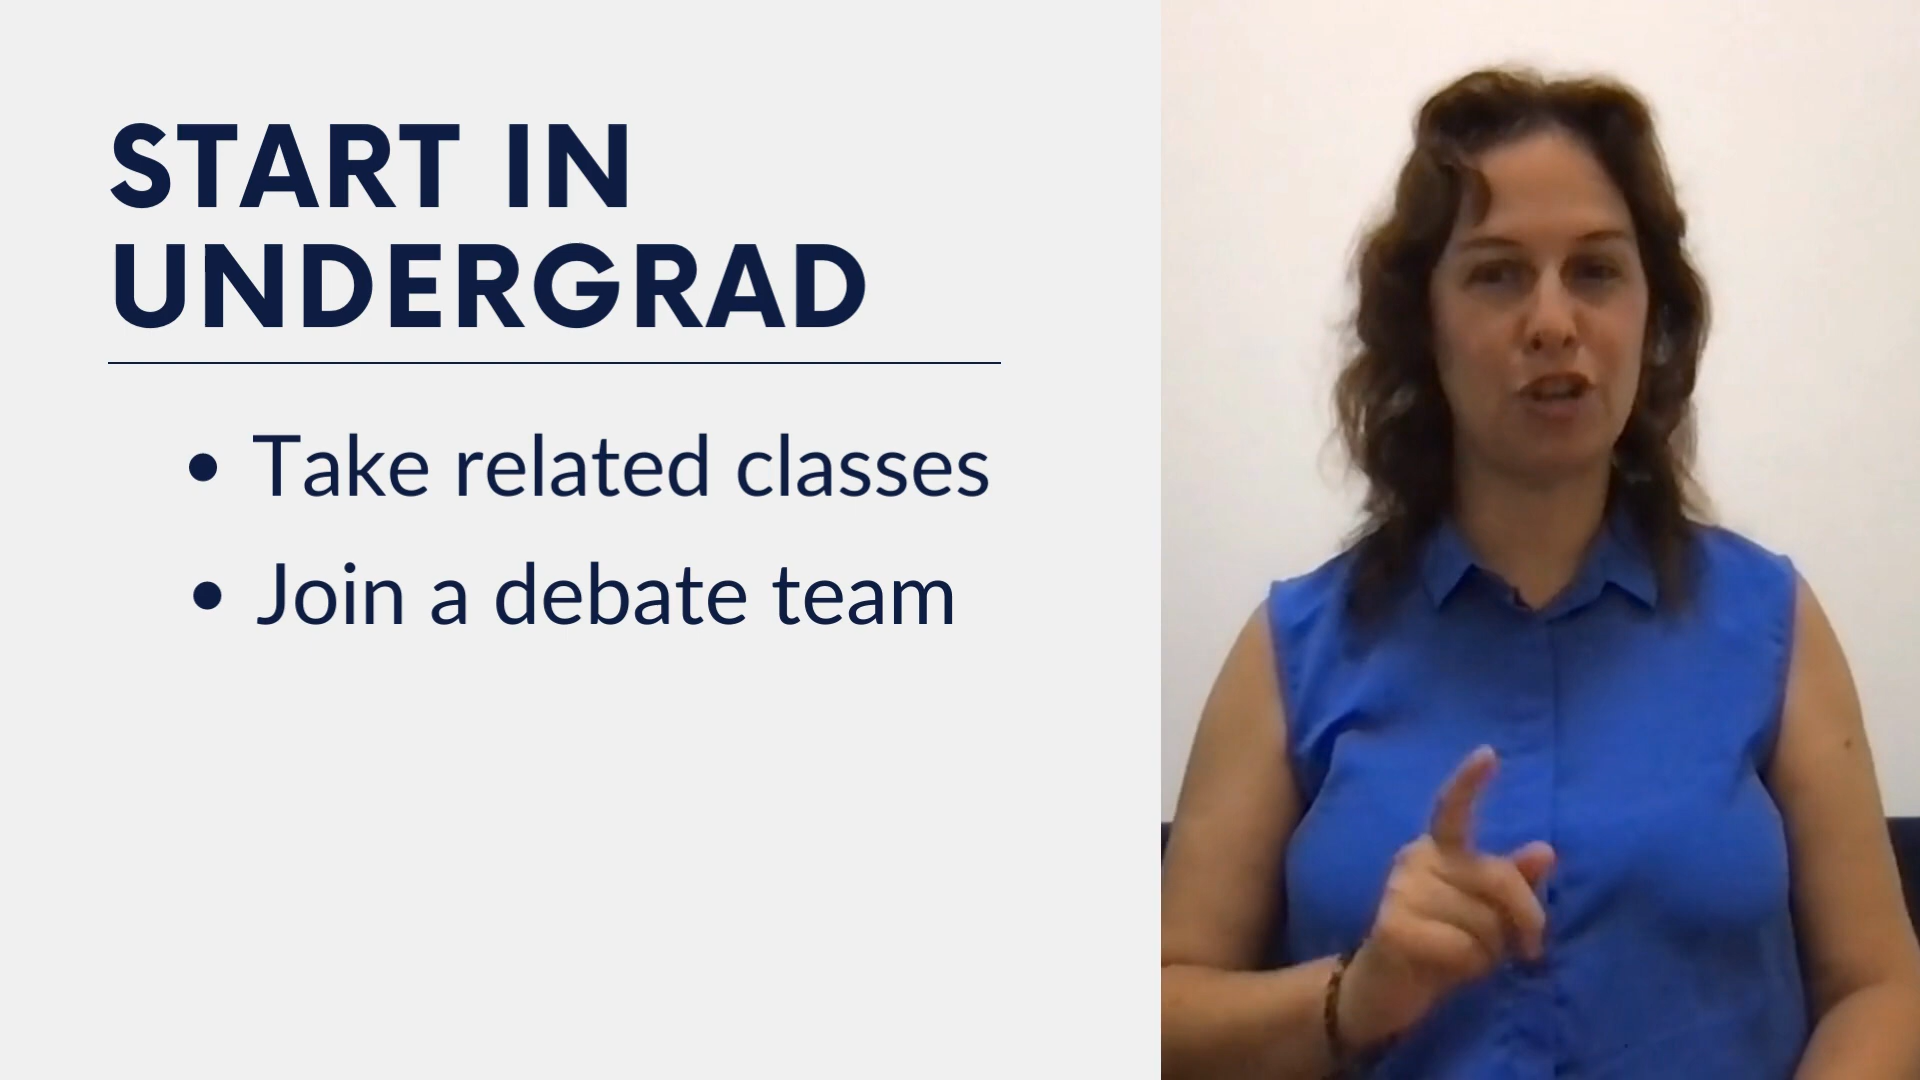 START IN
UNDERGRAD
• Take related classes
• Join a debate team